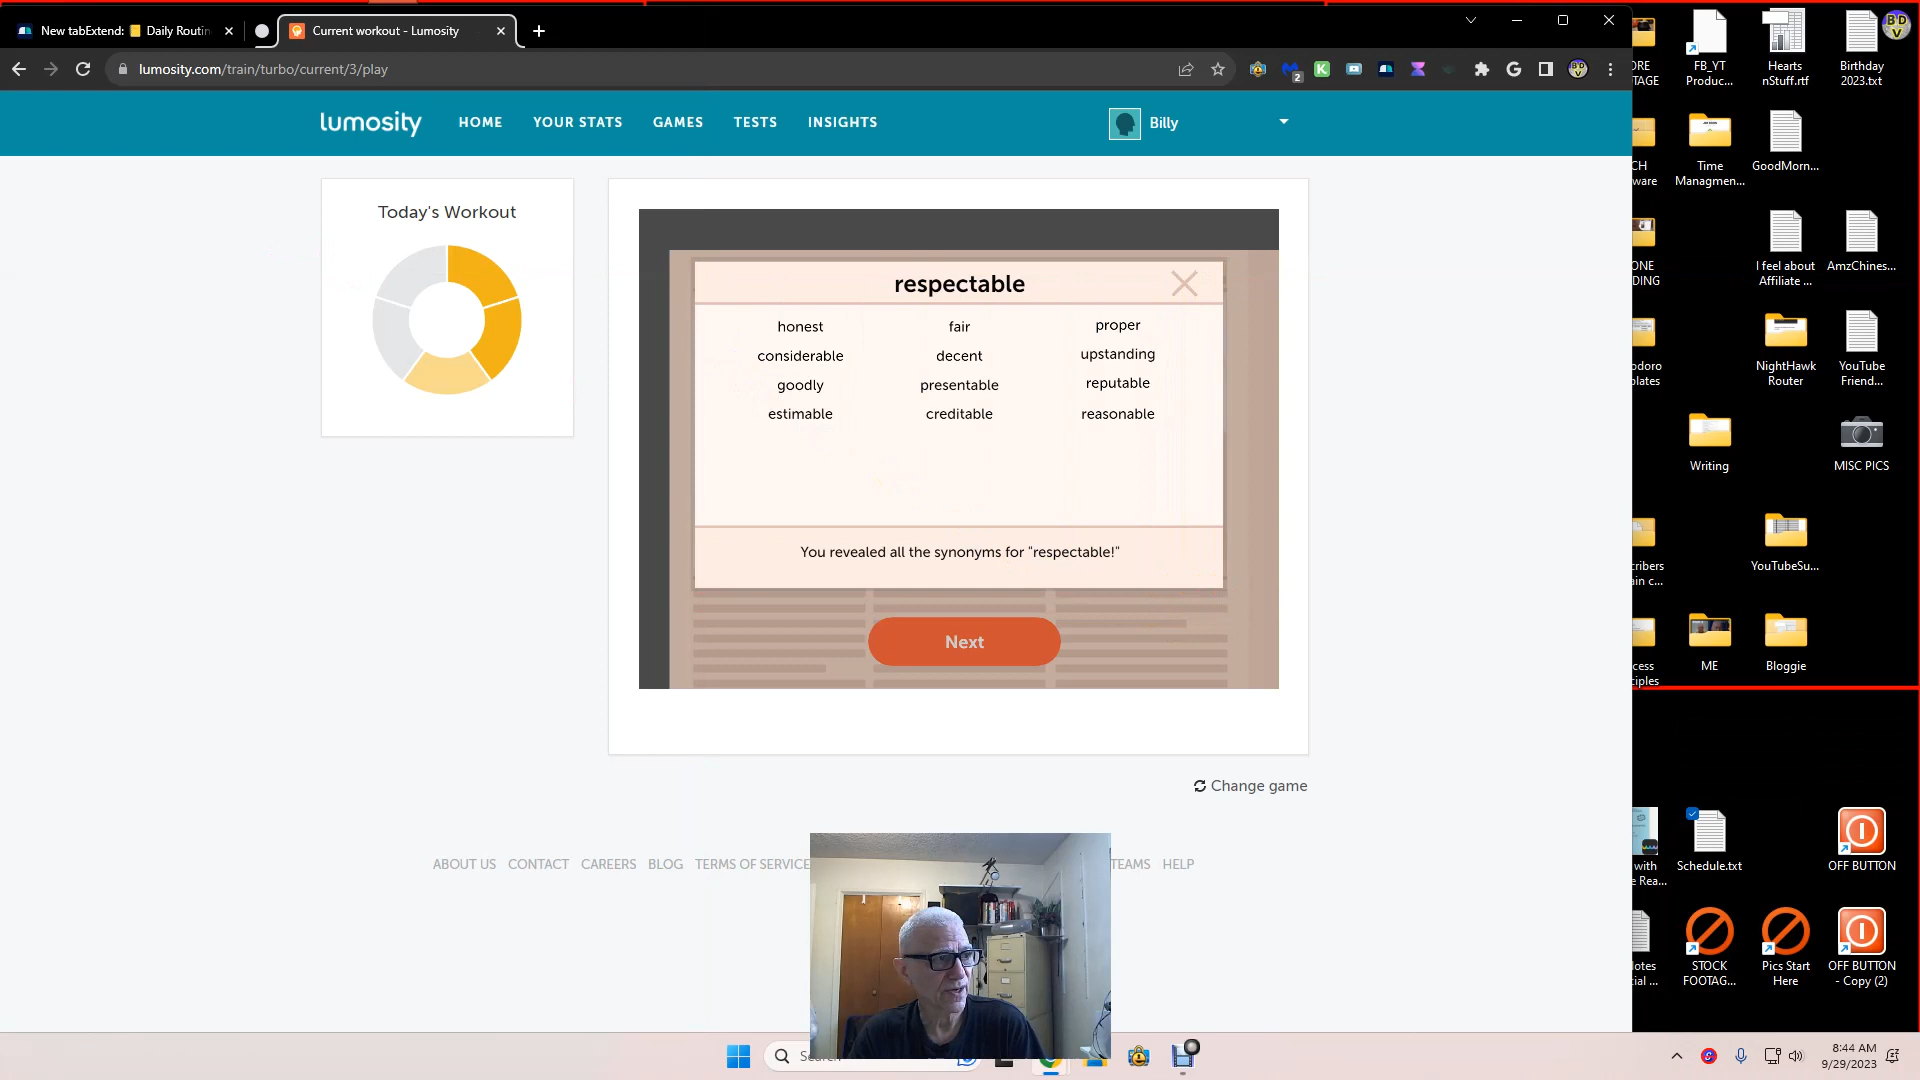 New tabExtend: Daily Routin
Current workout - Lumosity
lumosity.com/train/turbo/current/3/play
2
lumosity
HOME
YOUR STATS
GAMES
TESTS
INSIGHTS
Billy
Today's Workout
respectable
honest fair proper
considerable decent upstanding
goodly presentable reputable
estimable creditable reasonable
You revealed all the synonyms for "respectable!"
Next
Change game
ABOUT US CONTACT CAREERS BLOG TERMS OF SERVICE TEAMS HELP
FB_YT
Produc...
Hearts
nStuff.rtf
Birthday
2023.txt
BD
V
Time
Managmen...
GoodMorn...
I feel about
Affiliate ...
AmzChines...
NightHawk
Router
YouTube
Friend...
Writing
MISC PICS
YouTubeSu...
ME
Bloggie
Schedule.txt
OFF BUTTON
STOCK
FOOTAG...
Pics Start
Here
OFF BUTTON
- Copy (2)
8:44 AM
9/29/2023